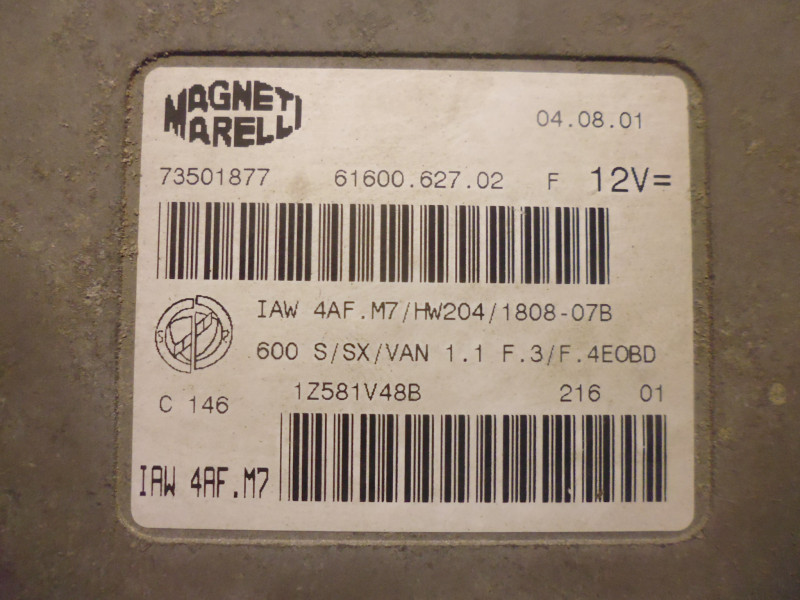 MAGNETI
MARELLI
04.08.01
73501877 61600.627.02 F 12V=
IAW 4AF.M7/HW204/1808-07B
S R
600 S/SX/VAN 1.1 F.3/F.4EOBD
C 146 1Z581V48B 216 01
IAW 4AF.M7